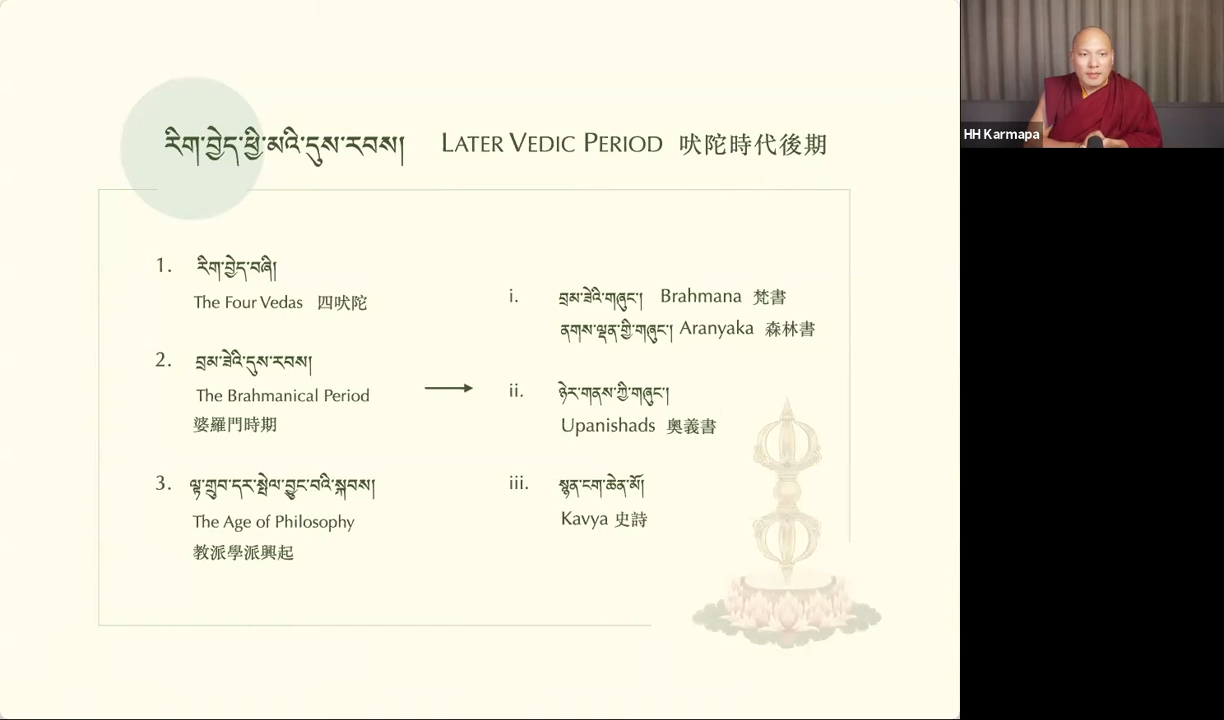 རིག་བྱེད་ཕྱི་མའི་དུས་རབས། LATER VEDIC PERIOD 吠陀時代後期
HH Karmapa
1. རིག་བྱེད་བཞི།
The Four Vedas 四吠陀
2. བྲམ་ཟེའི་དུས་རབས།
The Brahmanical Period
婆羅門時期
3. ལྟ་གྲུབ་དར་སྤེལ་བྱུང་བའི་སྐབས།
The Age of Philosophy
教派學派興起
i. བྲམ་ཟེའི་གཞུང་། Brahmana 梵書
ནགས་ལྡན་གྱི་གཞུང་། Aranyaka 森林書
ii. ཉེར་གནས་ཀྱི་གཞུང་།
Upanishads 奧義書
iii. སྙན་ངག་ཆེན་མོ།
Kavya 史詩